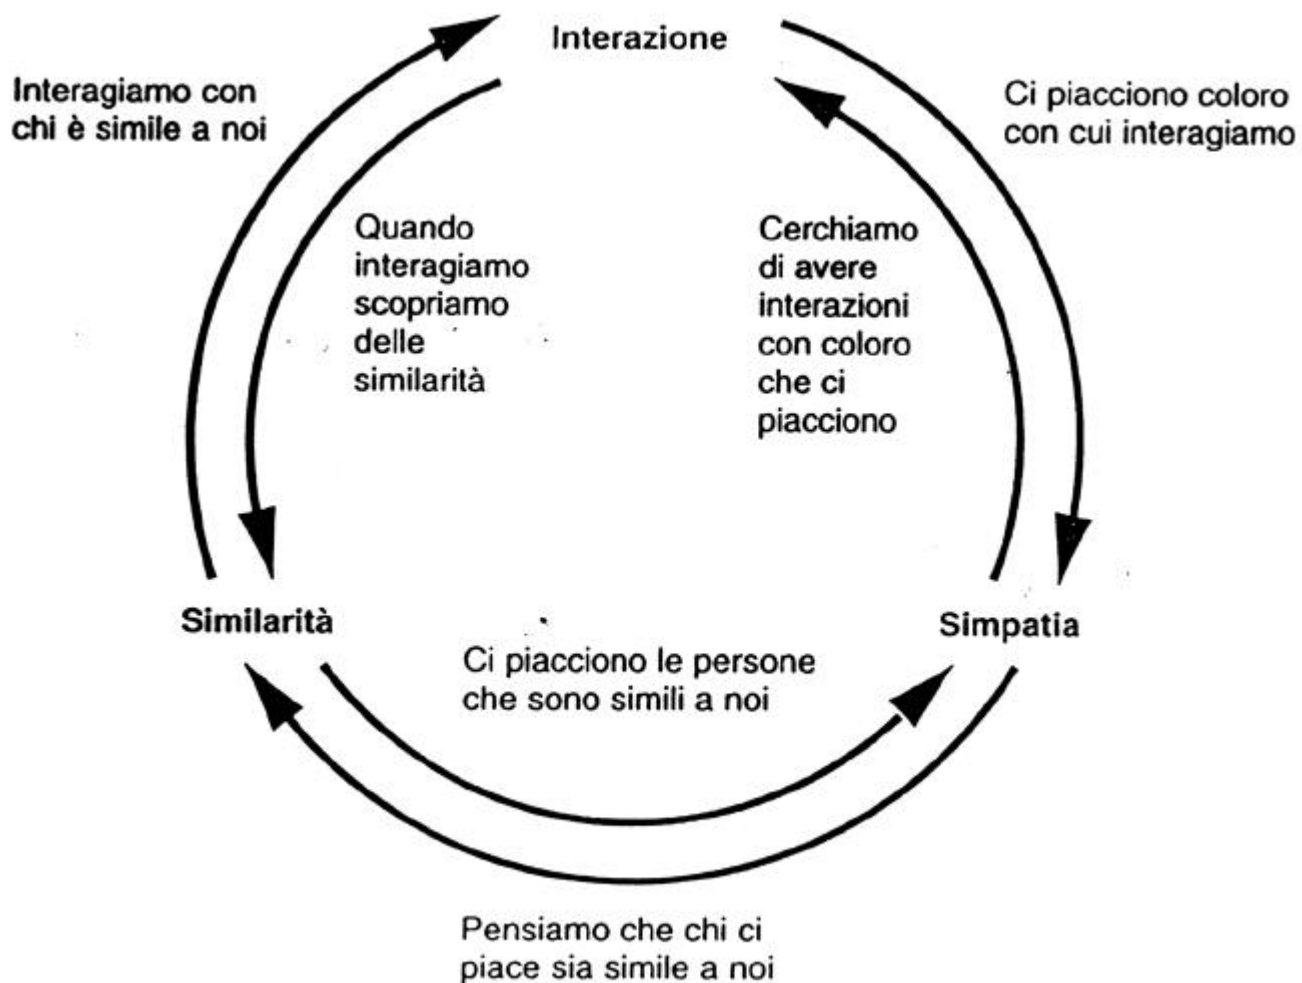 Interazione
Interagiamo con
chi è simile a noi
Ci piacciono coloro
con cui interagiamo
Quando
interagiamo
scopriamo
delle
similarità
Cerchiamo
di avere
interazioni
con coloro
che ci
piacciono
Similarità
Simpatia
Ci piacciono le persone
che sono simili a noi
Pensiamo che chi ci
piace sia simile a noi